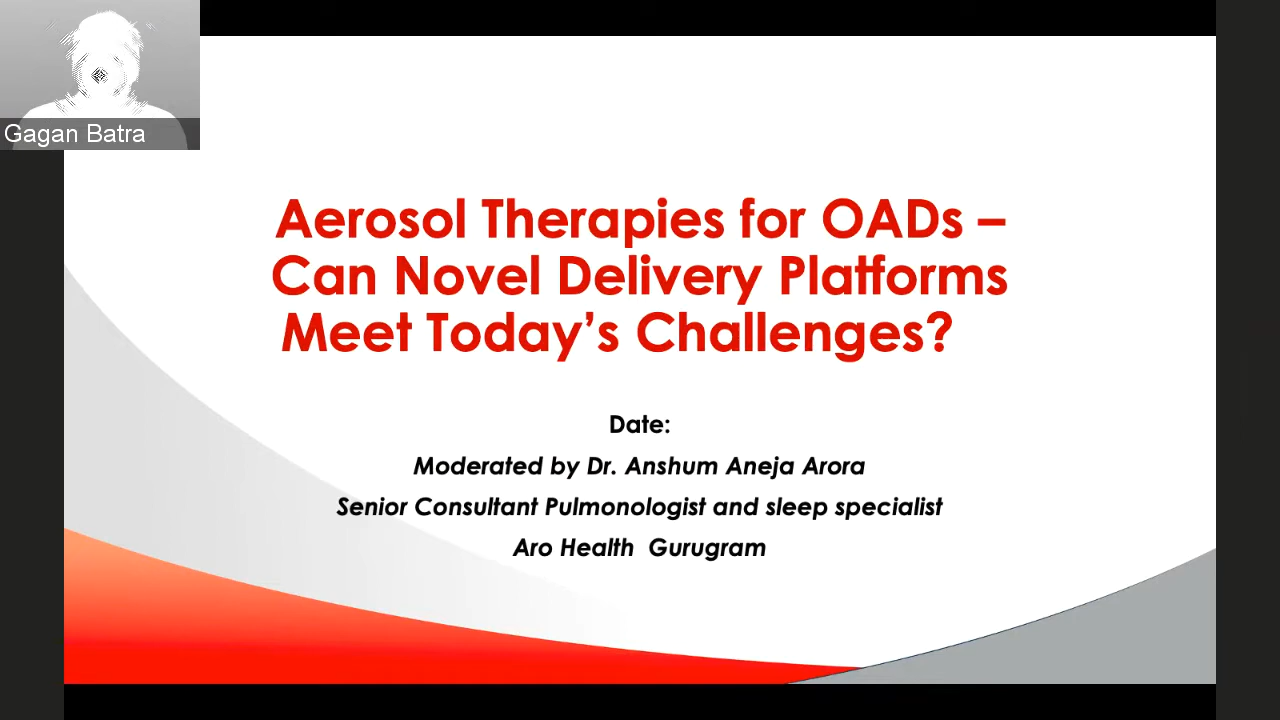 Gagan Batra
Aerosol Therapies for OADs –
Can Novel Delivery Platforms
Meet Today’s Challenges?
Date:
Moderated by Dr. Anshum Aneja Arora
Senior Consultant Pulmonologist and sleep specialist
Aro Health Gurugram